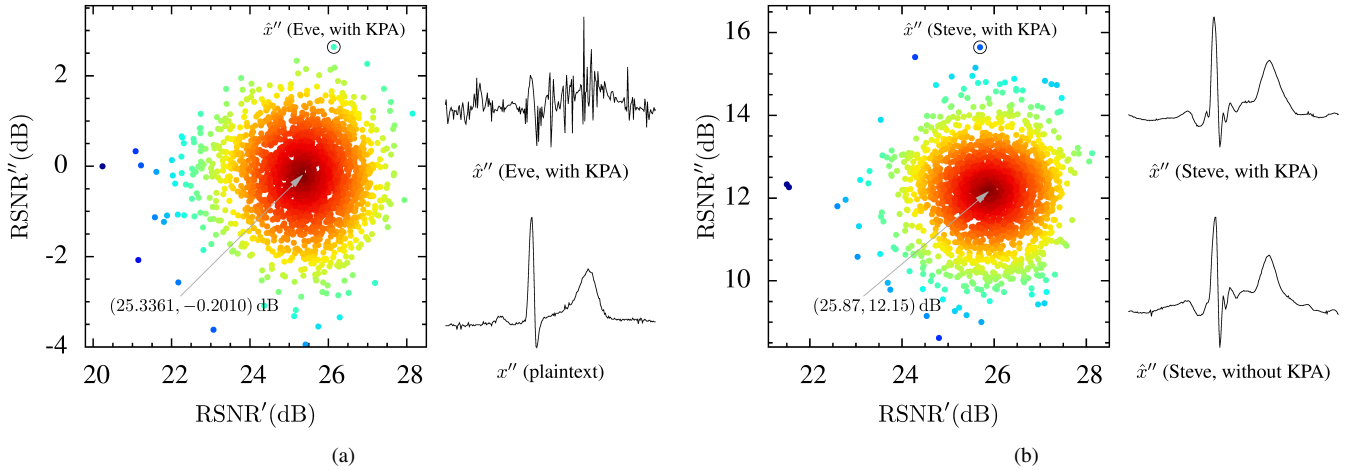 x̂″ (Eve, with KPA)
2
0
-2
-4
RSNR″(dB)
(25.3361, −0.2010) dB
20 22 24 26 28
RSNR′(dB)
x̂″ (Eve, with KPA)
x″ (plaintext)
(a)
x̂″ (Steve, with KPA)
16
14
12
10
RSNR″(dB)
(25.87, 12.15) dB
22 24 26 28
RSNR′(dB)
x̂″ (Steve, with KPA)
x̂″ (Steve, without KPA)
(b)